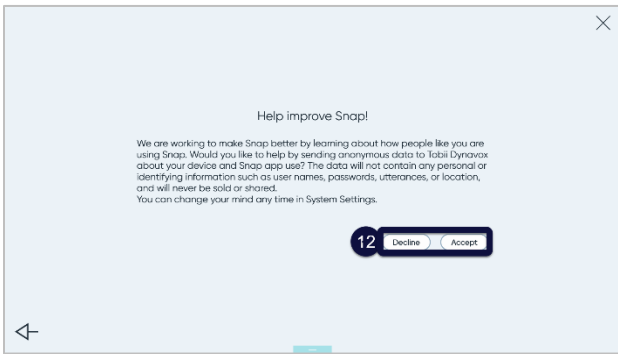 Help improve Snap!
We are working to make Snap better by learning about how people like you are
using Snap. Would you like to help by sending anonymous data to Tobii Dynavox
about your device and Snap app use? The data will not contain any personal or
identifying information such as user names, passwords, utterances, or location,
and will never be sold or shared.
You can change your mind any time in System Settings.
12 Decline Accept